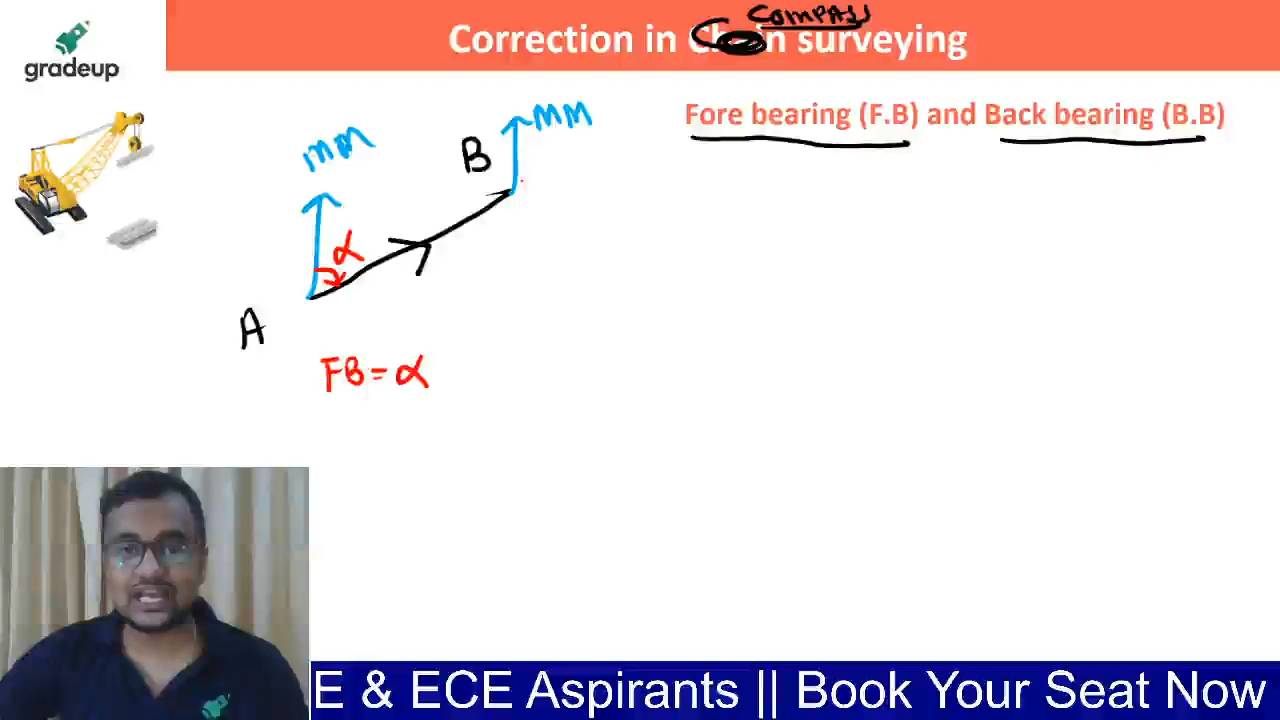 COMPASS
Correction in Chain surveying
gradeup
Fore bearing (F.B) and Back bearing (B.B)
MM
MM
B
α
A
FB = α
E & ECE Aspirants || Book Your Seat Now